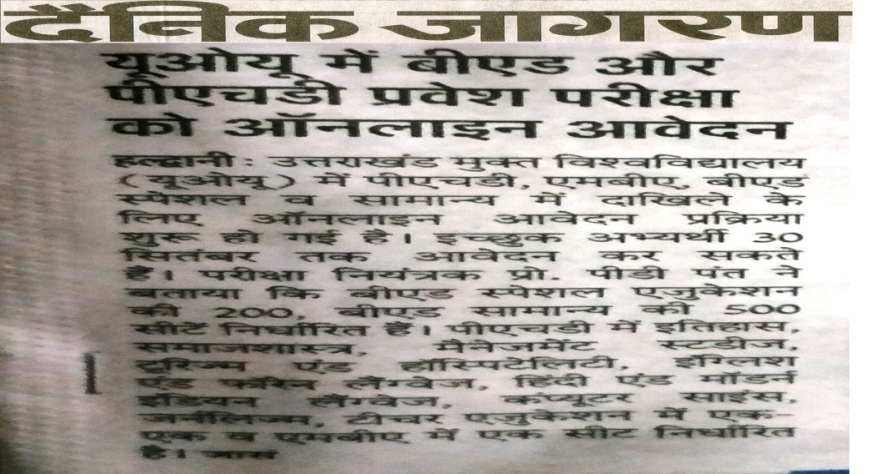 दैनिक जागरण
यूओयू में बीएड और
पीएचडी प्रवेश परीक्षा
को ऑनलाइन आवेदन
हल्द्वानी : उत्तराखंड मुक्त विश्वविद्यालय
(यूओयू) में पीएचडी, एमबीए, बीएड
स्पेशल व सामान्य में दाखिले के
लिए ऑनलाइन आवेदन प्रक्रिया
शुरू हो गई है। इच्छुक अभ्यर्थी 30
सितंबर तक आवेदन कर सकते
हैं। परीक्षा नियंत्रक प्रो. पीडी पंत ने
बताया कि बीएड स्पेशल एजुकेशन
की 200, बीएड सामान्य की 500
सीटें निर्धारित हैं। पीएचडी में इतिहास,
समाजशास्त्र, मैनेजमेंट स्टडीज,
टूरिज्म एंड हॉस्पिटेलिटी, इंग्लिश
एंड फॉरेन लैंग्वेज, हिंदी एंड मॉडर्न
इंडियन लैंग्वेज, कंप्यूटर साइंस,
जर्नलिज्म, टीचर एजुकेशन में एक-
एक व एमबीए में एक सीट निर्धारित
है। जासं